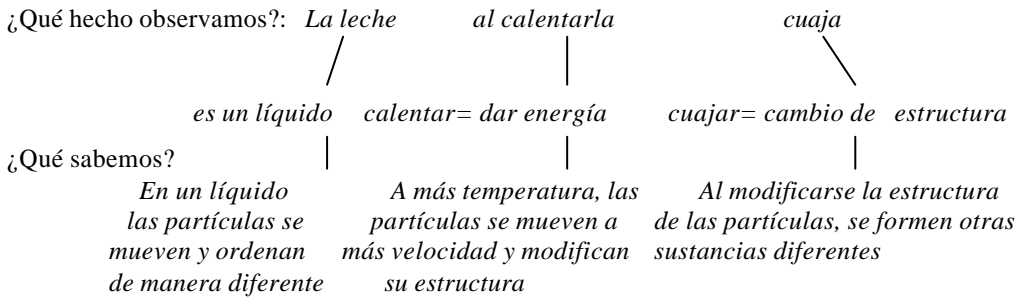 ¿Qué hecho observamos?: La leche al calentarla cuaja
es un líquido calentar= dar energía cuajar= cambio de estructura
¿Qué sabemos?
En un líquido A más temperatura, las Al modificarse la estructura
las partículas se partículas se mueven a de las partículas, se formen otras
mueven y ordenan más velocidad y modifican sustancias diferentes
de manera diferente su estructura